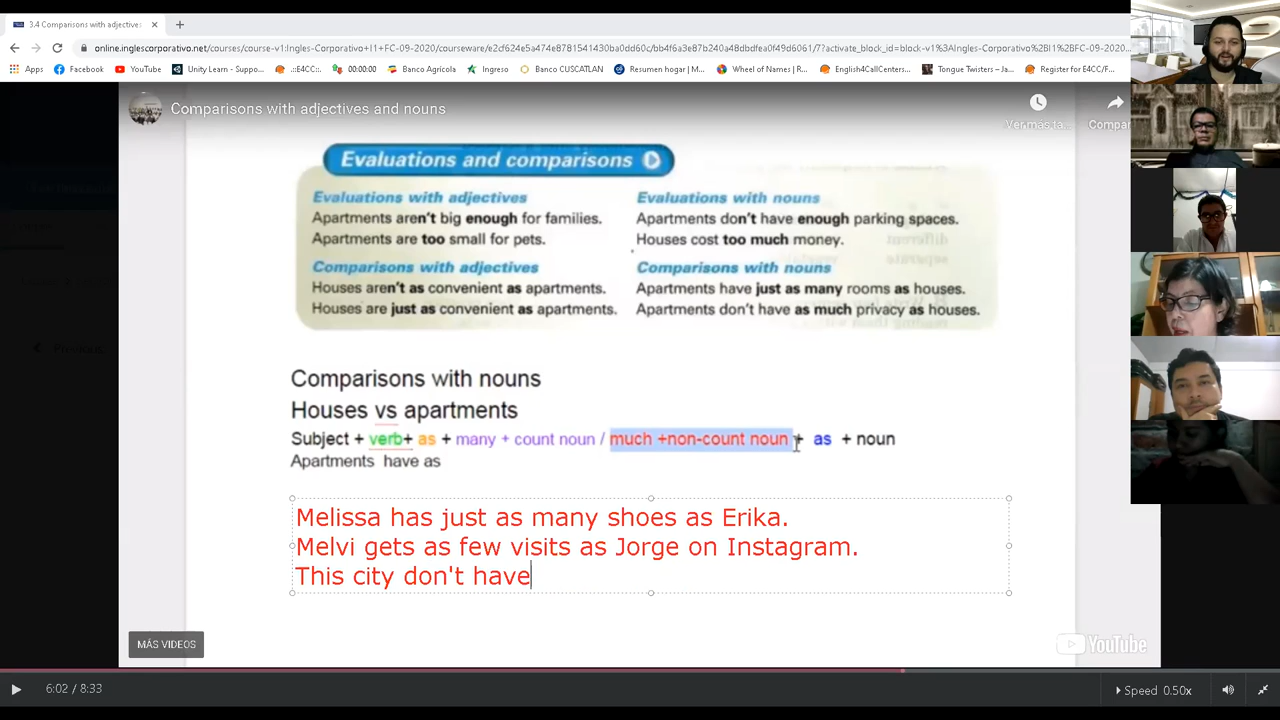 3.4 Comparisons with adjectives
online.inglescorporativo.net/courses/course-v1:Ingles-Corporativo+I1+FC-09-2020/courseware/e2cf624e5a474e8781541430ba0dd60c/bb4f6a3e87b240a48dbdfea0f49d6061/7?activate_block_id=block-v1%3AIngles-Corporativo%2BI1%2BFC-09-2020...
Apps Facebook YouTube Unity Learn - Suppo... .::E4CC::. 00:00:00 Banco Agrícola Ingreso Banco CUSCATLAN Resumen hogar | M... Wheel of Names | R... English4CallCenters... Tongue Twisters – Ja... Register for E4CC/F...
Comparisons with adjectives and nouns
Ver más ta... Compar
Evaluations and comparisons
Evaluations with adjectives
Apartments aren't big enough for families.
Apartments are too small for pets.
Comparisons with adjectives
Houses aren't as convenient as apartments.
Houses are just as convenient as apartments.
Evaluations with nouns
Apartments don't have enough parking spaces.
Houses cost too much money.
Comparisons with nouns
Apartments have just as many rooms as houses.
Apartments don't have as much privacy as houses.
Previous
Comparisons with nouns
Houses vs apartments
Subject + verb+ as + many + count noun / much +non-count noun + as + noun
Apartments have as
Melissa has just as many shoes as Erika.
Melvi gets as few visits as Jorge on Instagram.
This city don't have
MÁS VIDEOS
YouTube
6:02 / 8:33
Speed 0.50x